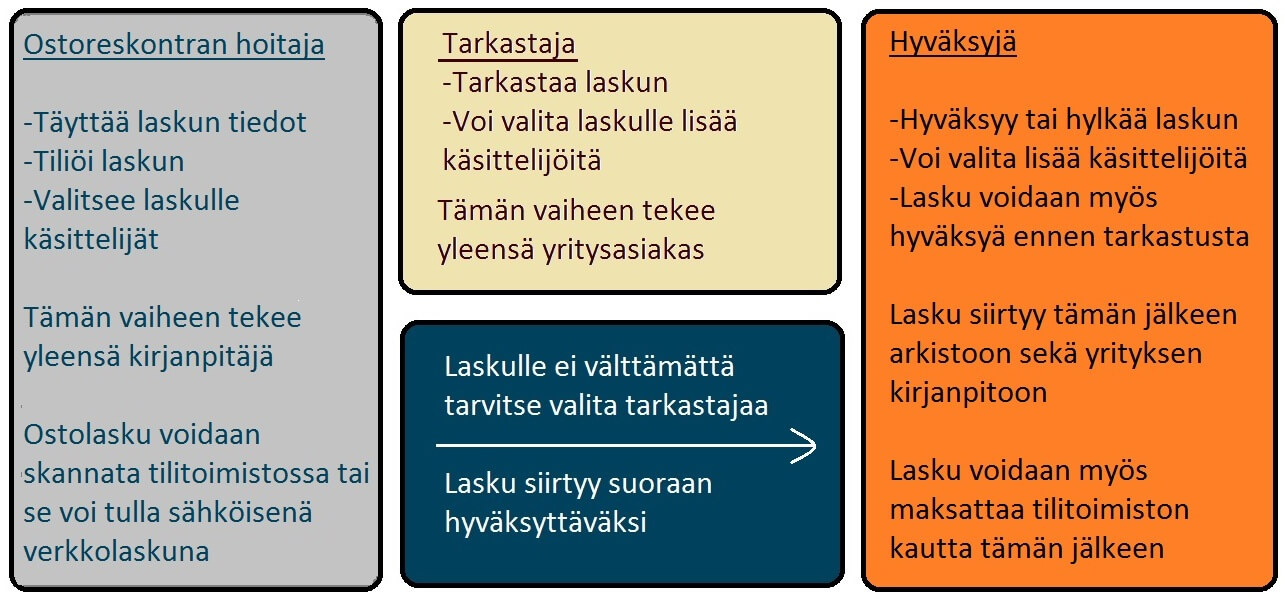 Ostoreskontran hoitaja
-Täyttää laskun tiedot
-Tiliöi laskun
-Valitsee laskulle
käsittelijät
Tämän vaiheen tekee
yleensä kirjanpitäjä
Ostolasku voidaan
skannata tilitoimistossa tai
se voi tulla sähköisenä
verkkolaskuna
Tarkastaja
-Tarkastaa laskun
-Voi valita laskulle lisää
käsittelijöitä
Tämän vaiheen tekee
yleensä yritysasiakas
Laskulle ei välttämättä
tarvitse valita tarkastajaa
Lasku siirtyy suoraan
hyväksyttäväksi
Hyväksyjä
-Hyväksyy tai hylkää laskun
-Voi valita lisää käsittelijöitä
-Lasku voidaan myös
hyväksyä ennen tarkastusta
Lasku siirtyy tämän jälkeen
arkistoon sekä yrityksen
kirjanpitoon
Lasku voidaan myös
maksattaa tilitoimiston
kautta tämän jälkeen